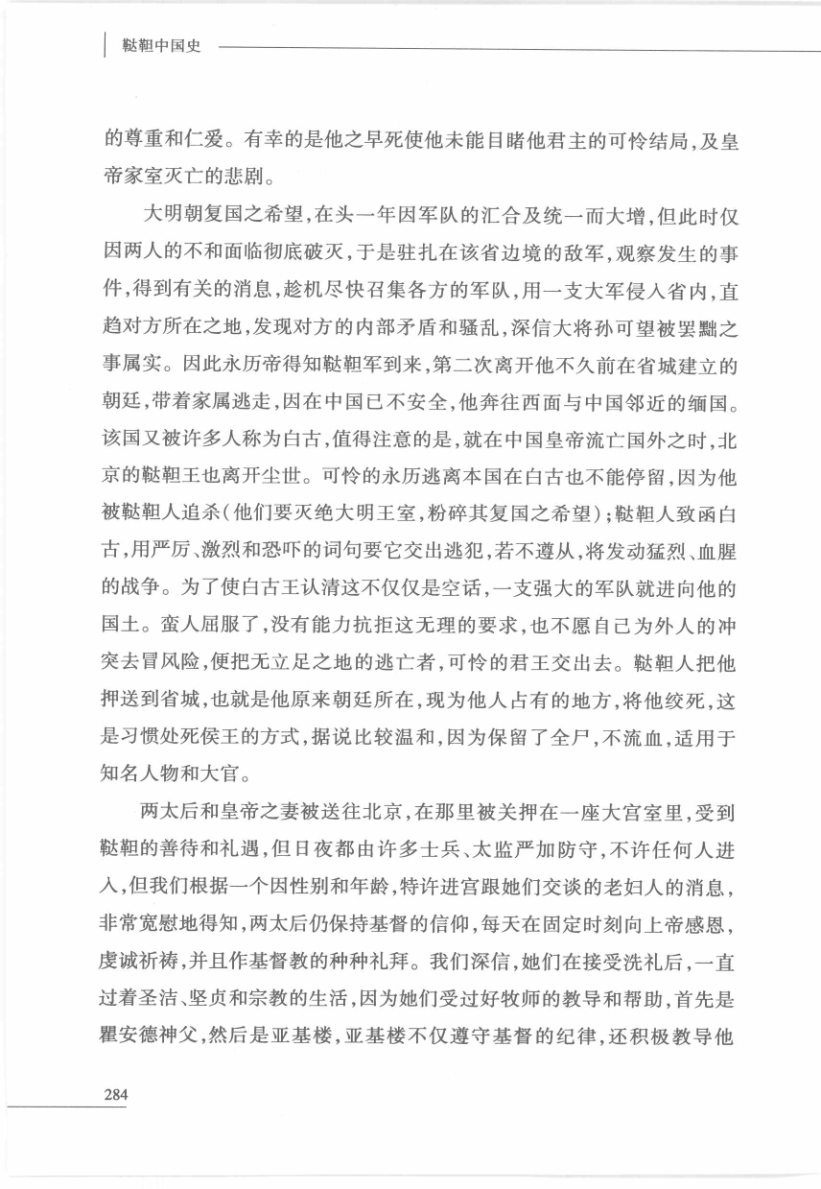 鞑靼中国史
的尊重和仁爱。有幸的是他之早死使他未能目睹他君主的可怜结局,及皇
帝家室灭亡的悲剧。
大明朝复国之希望,在头一年因军队的汇合及统一而大增,但此时仅
因两人的不和面临彻底破灭,于是驻扎在该省边境的敌军,观察发生的事
件,得到有关的消息,趁机尽快召集各方的军队,用一支大军侵入省内,直
趋对方所在之地,发现对方的内部矛盾和骚乱,深信大将孙可望被罢黜之
事属实。因此永历帝得知鞑靼军到来,第二次离开他不久前在省城建立的
朝廷,带着家属逃走,因在中国已不安全,他奔往西面与中国邻近的缅国。
该国又被许多人称为白古,值得注意的是,就在中国皇帝流亡国外之时,北
京的鞑靼王也离开尘世。可怜的永历逃离本国在白古也不能停留,因为他
被鞑靼人追杀(他们要灭绝大明王室,粉碎其复国之希望);鞑靼人致函白
古,用严厉、激烈和恐吓的词句要它交出逃犯,若不遵从,将发动猛烈、血腥
的战争。为了使白古王认清这不仅仅是空话,一支强大的军队就进向他的
国土。蛮人屈服了,没有能力抗拒这无理的要求,也不愿自己为外人的冲
突去冒风险,便把无立足之地的逃亡者,可怜的君王交出去。鞑靼人把他
押送到省城,也就是他原来朝廷所在,现为他人占有的地方,将他绞死,这
是习惯处死侯王的方式,据说比较温和,因为保留了全尸,不流血,适用于
知名人物和大官。
两太后和皇帝之妻被送往北京,在那里被关押在一座大宫室里,受到
鞑靼的善待和礼遇,但日夜都由许多士兵、太监严加防守,不许任何人进
入,但我们根据一个因性别和年龄,特许进宫跟她们交谈的老妇人的消息,
非常宽慰地得知,两太后仍保持基督的信仰,每天在固定时刻向上帝感恩,
虔诚祈祷,并且作基督教的种种礼拜。我们深信,她们在接受洗礼后,一直
过着圣洁、坚贞和宗教的生活,因为她们受过好牧师的教导和帮助,首先是
瞿安德神父,然后是亚基楼,亚基楼不仅遵守基督的纪律,还积极教导他
284